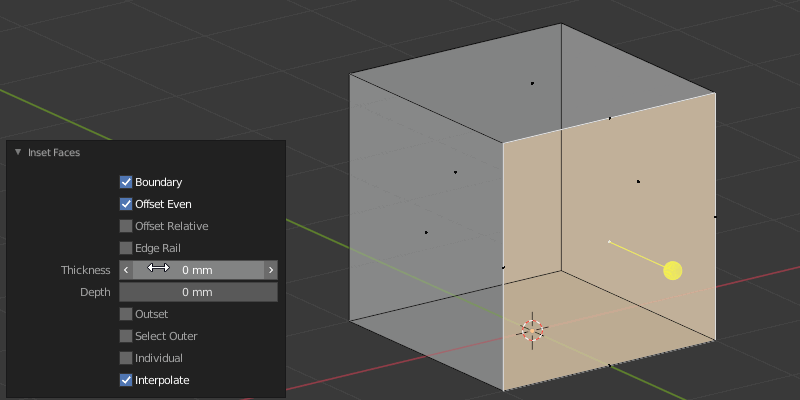 Inset Faces
Boundary
Offset Even
Offset Relative
Edge Rail
Thickness 0 mm
Depth 0 mm
Outset
Select Outer
Individual
Interpolate